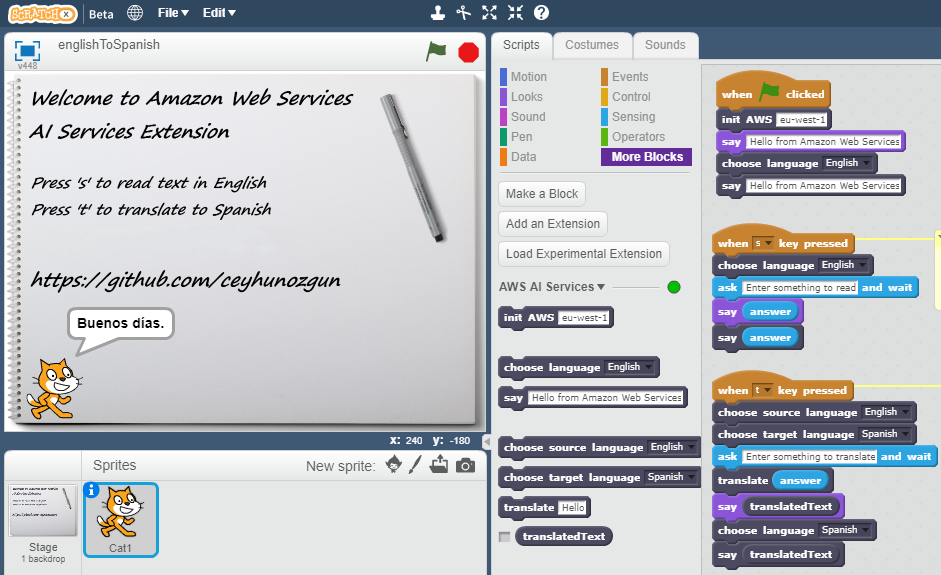 SCRATCHX
Beta
File
Edit
englishToSpanish
v448
Welcome to Amazon Web Services
AI Services Extension
Press 's' to read text in English
Press 't' to translate to Spanish
https://github.com/ceyhunozgun
Buenos días.
x: 240 y: -180
Sprites
New sprite:
Stage
1 backdrop
Cat1
Scripts
Costumes
Sounds
Motion
Events
Looks
Control
Sound
Sensing
Pen
Operators
Data
More Blocks
Make a Block
Add an Extension
Load Experimental Extension
AWS AI Services
init AWS eu-west-1
choose language English
say Hello from Amazon Web Services
choose source language English
choose target language Spanish
translate Hello
translatedText
when clicked
init AWS eu-west-1
say Hello from Amazon Web Services
choose language English
say Hello from Amazon Web Services
when s key pressed
choose language English
ask Enter something to read and wait
say answer
say answer
when t key pressed
choose source language English
choose target language Spanish
ask Enter something to translate and wait
translate answer
say translatedText
choose language Spanish
say translatedText